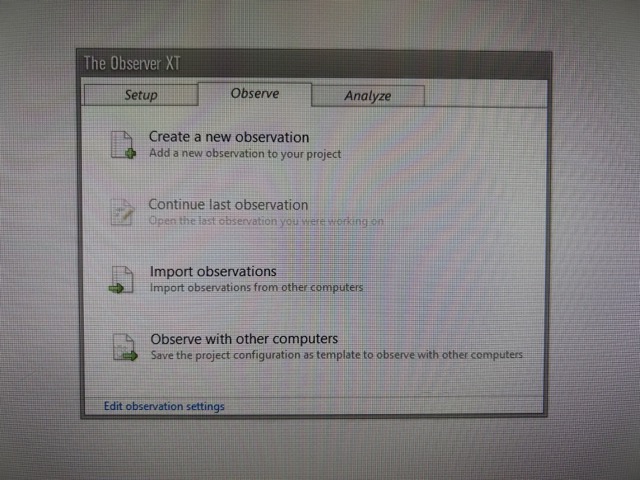 The Observer XT
Setup
Observe
Analyze
Create a new observation
Add a new observation to your project
Continue last observation
Open the last observation you were working on
Import observations
Import observations from other computers
Observe with other computers
Save the project configuration as template to observe with other computers
Edit observation settings